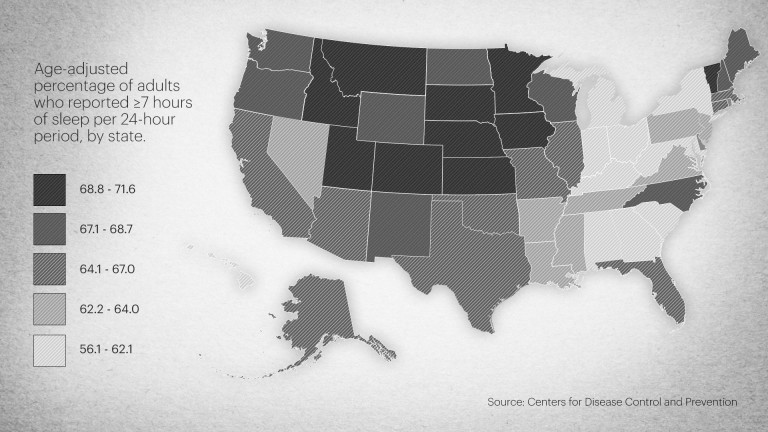 Age-adjusted
percentage of adults
who reported ≥7 hours
of sleep per 24-hour
period, by state.
68.8 - 71.6
67.1 - 68.7
64.1 - 67.0
62.2 - 64.0
56.1 - 62.1
Source: Centers for Disease Control and Prevention